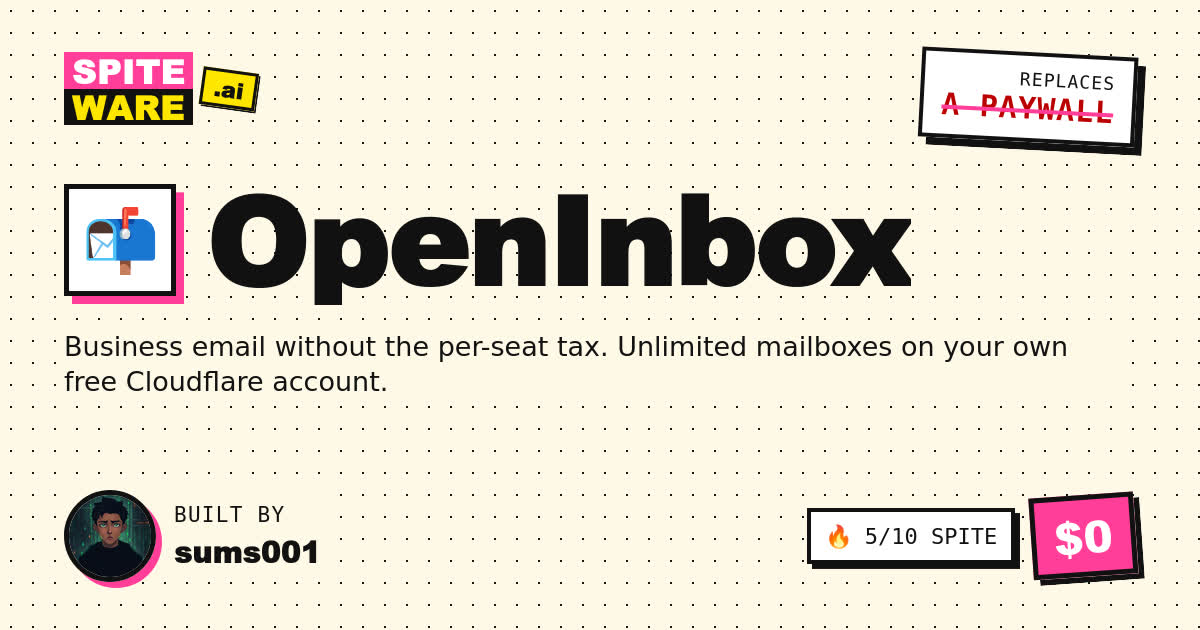 SPITE
WARE
.ai
REPLACES
A PAYWALL
OpenInbox
Business email without the per-seat tax. Unlimited mailboxes on your own
free Cloudflare account.
BUILT BY
sums001
🔥 5/10 SPITE
$0